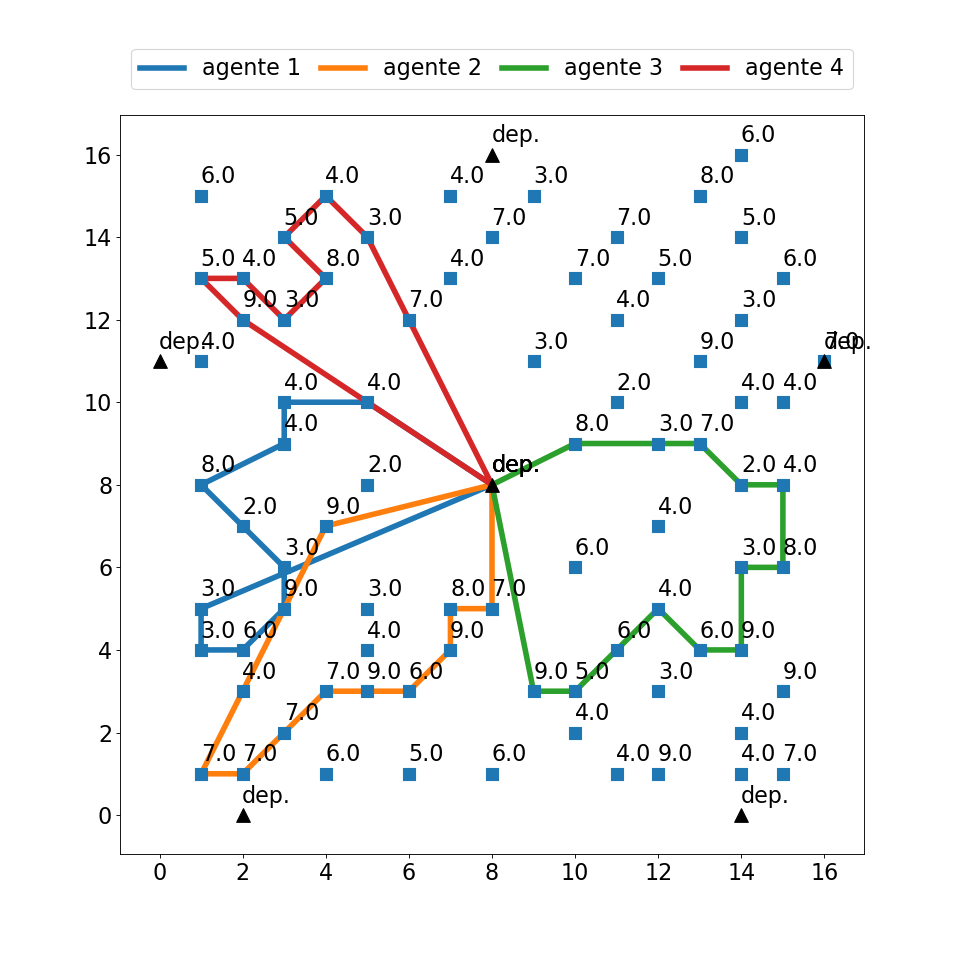 agente 1 agente 2 agente 3 agente 4
dep. 6.0
16
6.0 4.0 4.0 3.0 8.0
5.0 3.0 7.0 7.0 5.0
14
5.0 4.0 8.0 4.0 7.0 5.0 6.0
9.0 3.0 7.0 4.0 3.0
12
dep. 4.0 3.0 9.0 7.0 dep.
4.0 4.0 2.0 4.0 4.0
10
4.0 8.0 3.0 7.0
8.0 2.0 dep. 2.0 4.0
8
2.0 9.0 4.0
3.0 6.0 3.0 8.0
6
3.0 9.0 3.0 8.0 7.0 4.0
3.0 6.0 4.0 9.0 6.0 6.0 9.0
4
4.0 7.0 9.0 6.0 9.0 5.0 3.0 9.0
7.0 4.0 4.0
2
7.0 7.0 6.0 5.0 6.0 4.0 9.0 4.0 7.0
dep. dep.
0
0 2 4 6 8 10 12 14 16